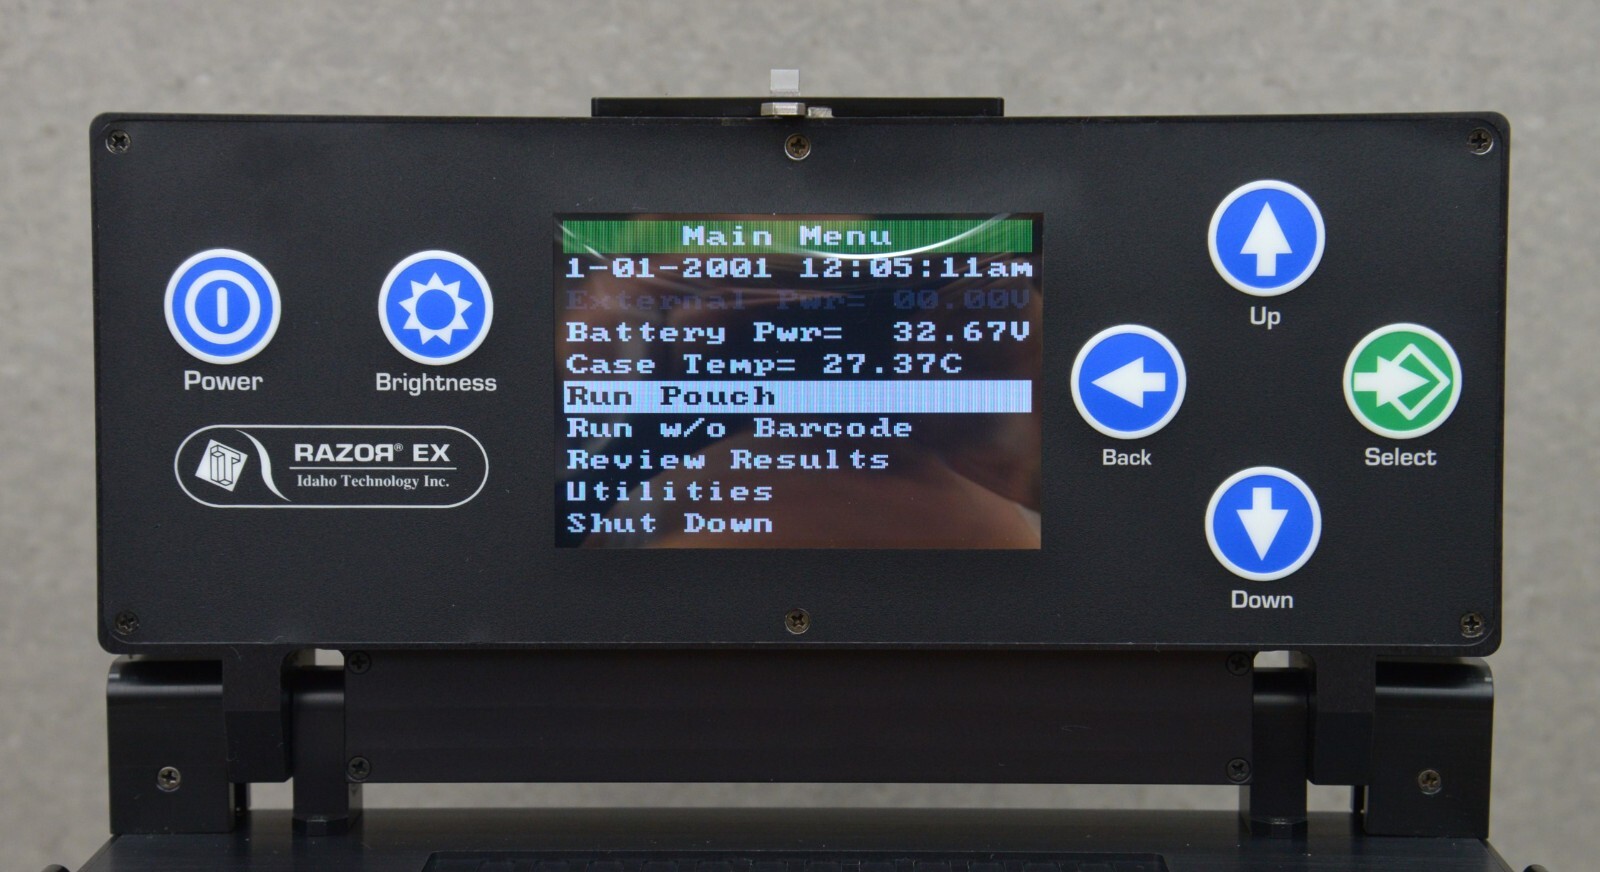 Main Menu
1-01-2001 12:05:11am
External Pwr= 00.00V
Battery Pwr= 32.67V
Case Temp= 27.37C
Run Pouch
Run w/o Barcode
Review Results
Utilities
Shut Down
Power
Brightness
RAZOR® EX
Idaho Technology Inc.
Up
Back
Select
Down